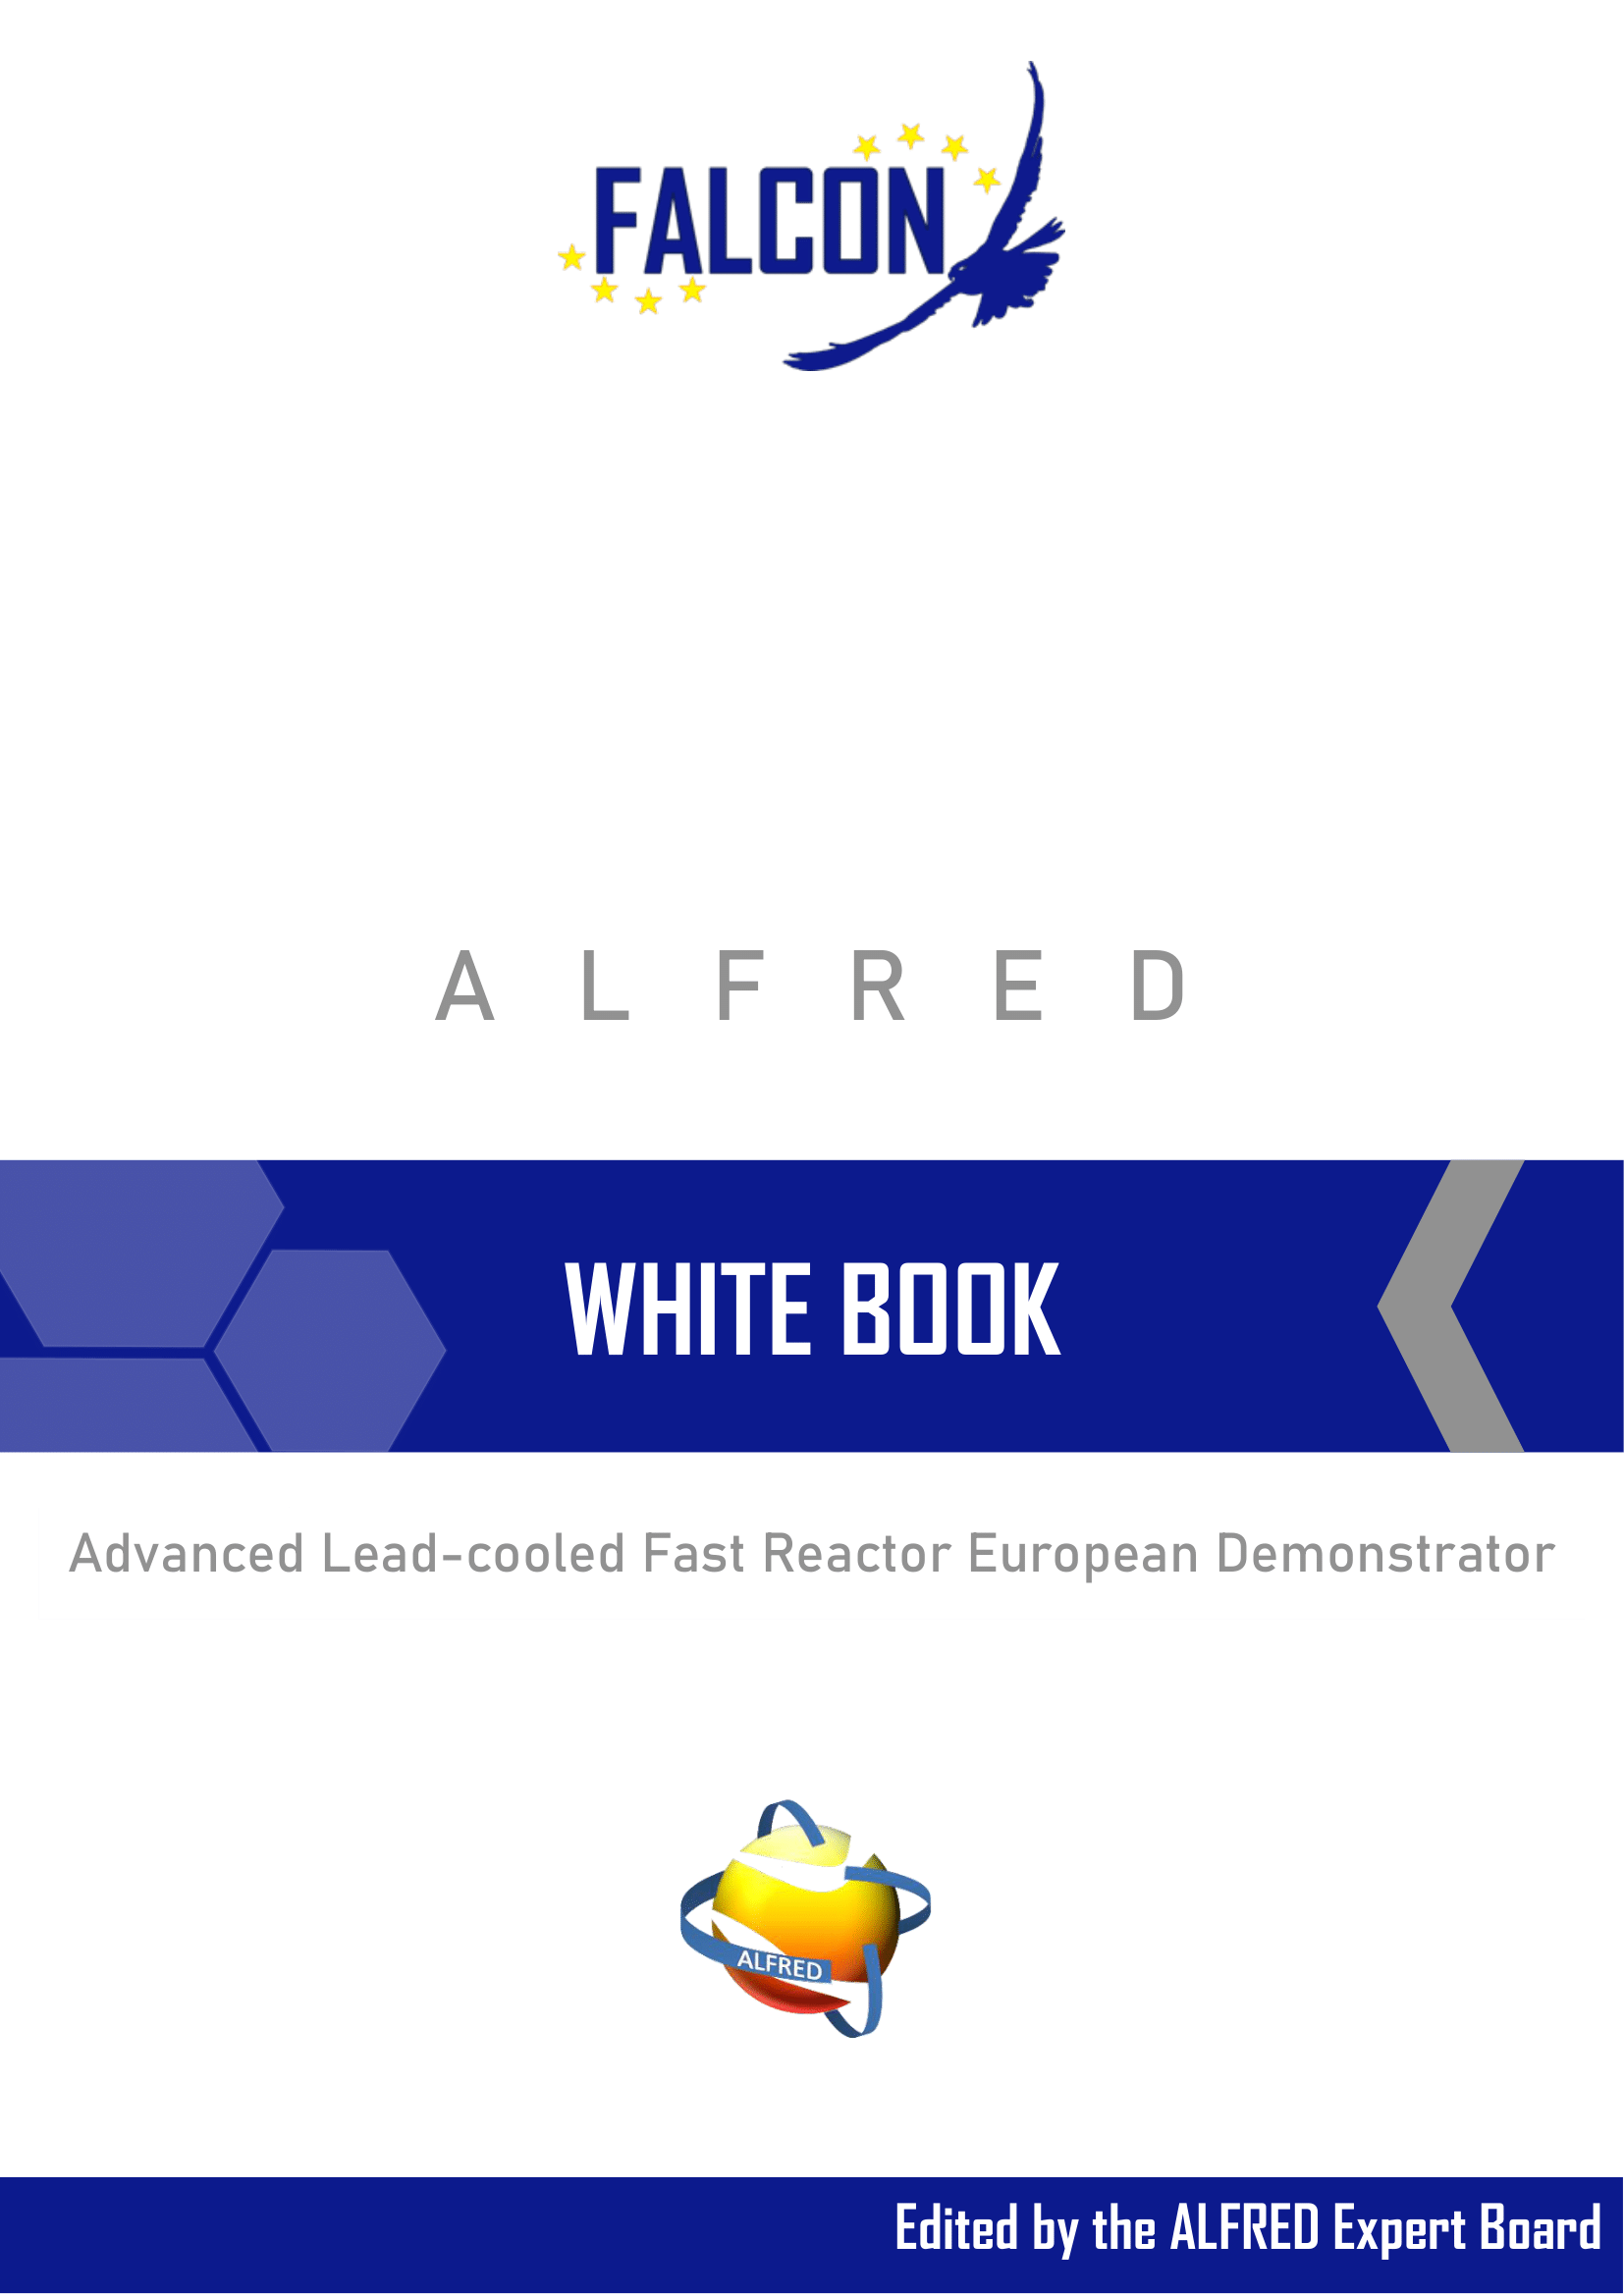 FALCON
A L F R E D
WHITE BOOK
Advanced Lead-cooled Fast Reactor European Demonstrator
ALFRED
Edited by the ALFRED Expert Board